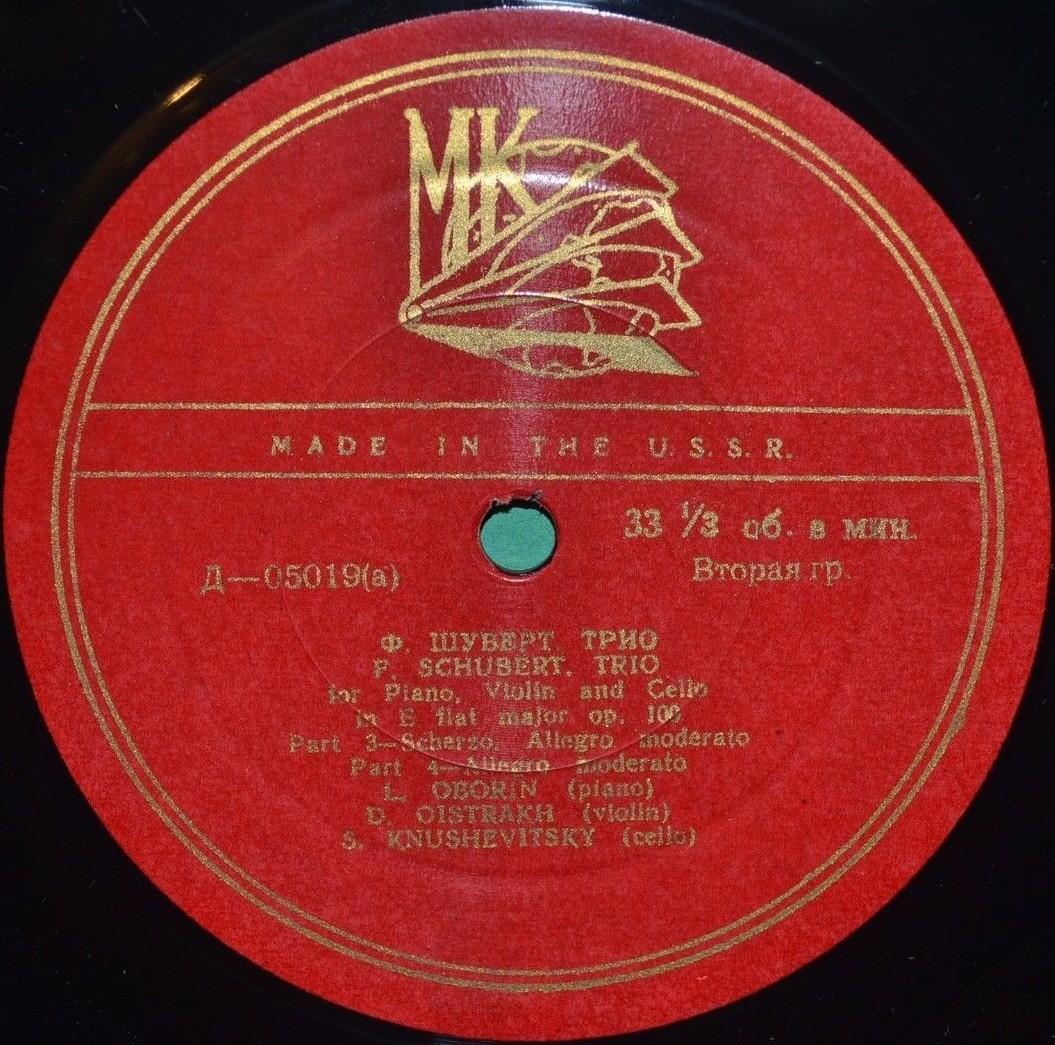 МК
MADE IN THE U.S.S.R.
33 ⅓ об. в мин.
Вторая гр.
Д—05019(а)
Ф. ШУБЕРТ. ТРИО
F. SCHUBERT. TRIO
for Piano, Violin and Cello
in E flat major op. 100
Part 3—Scherzo. Allegro moderato
Part 4—Allegro moderato
L. OBORIN (piano)
D. OISTRAKH (violin)
S. KNUSHEVITSKY (cello)